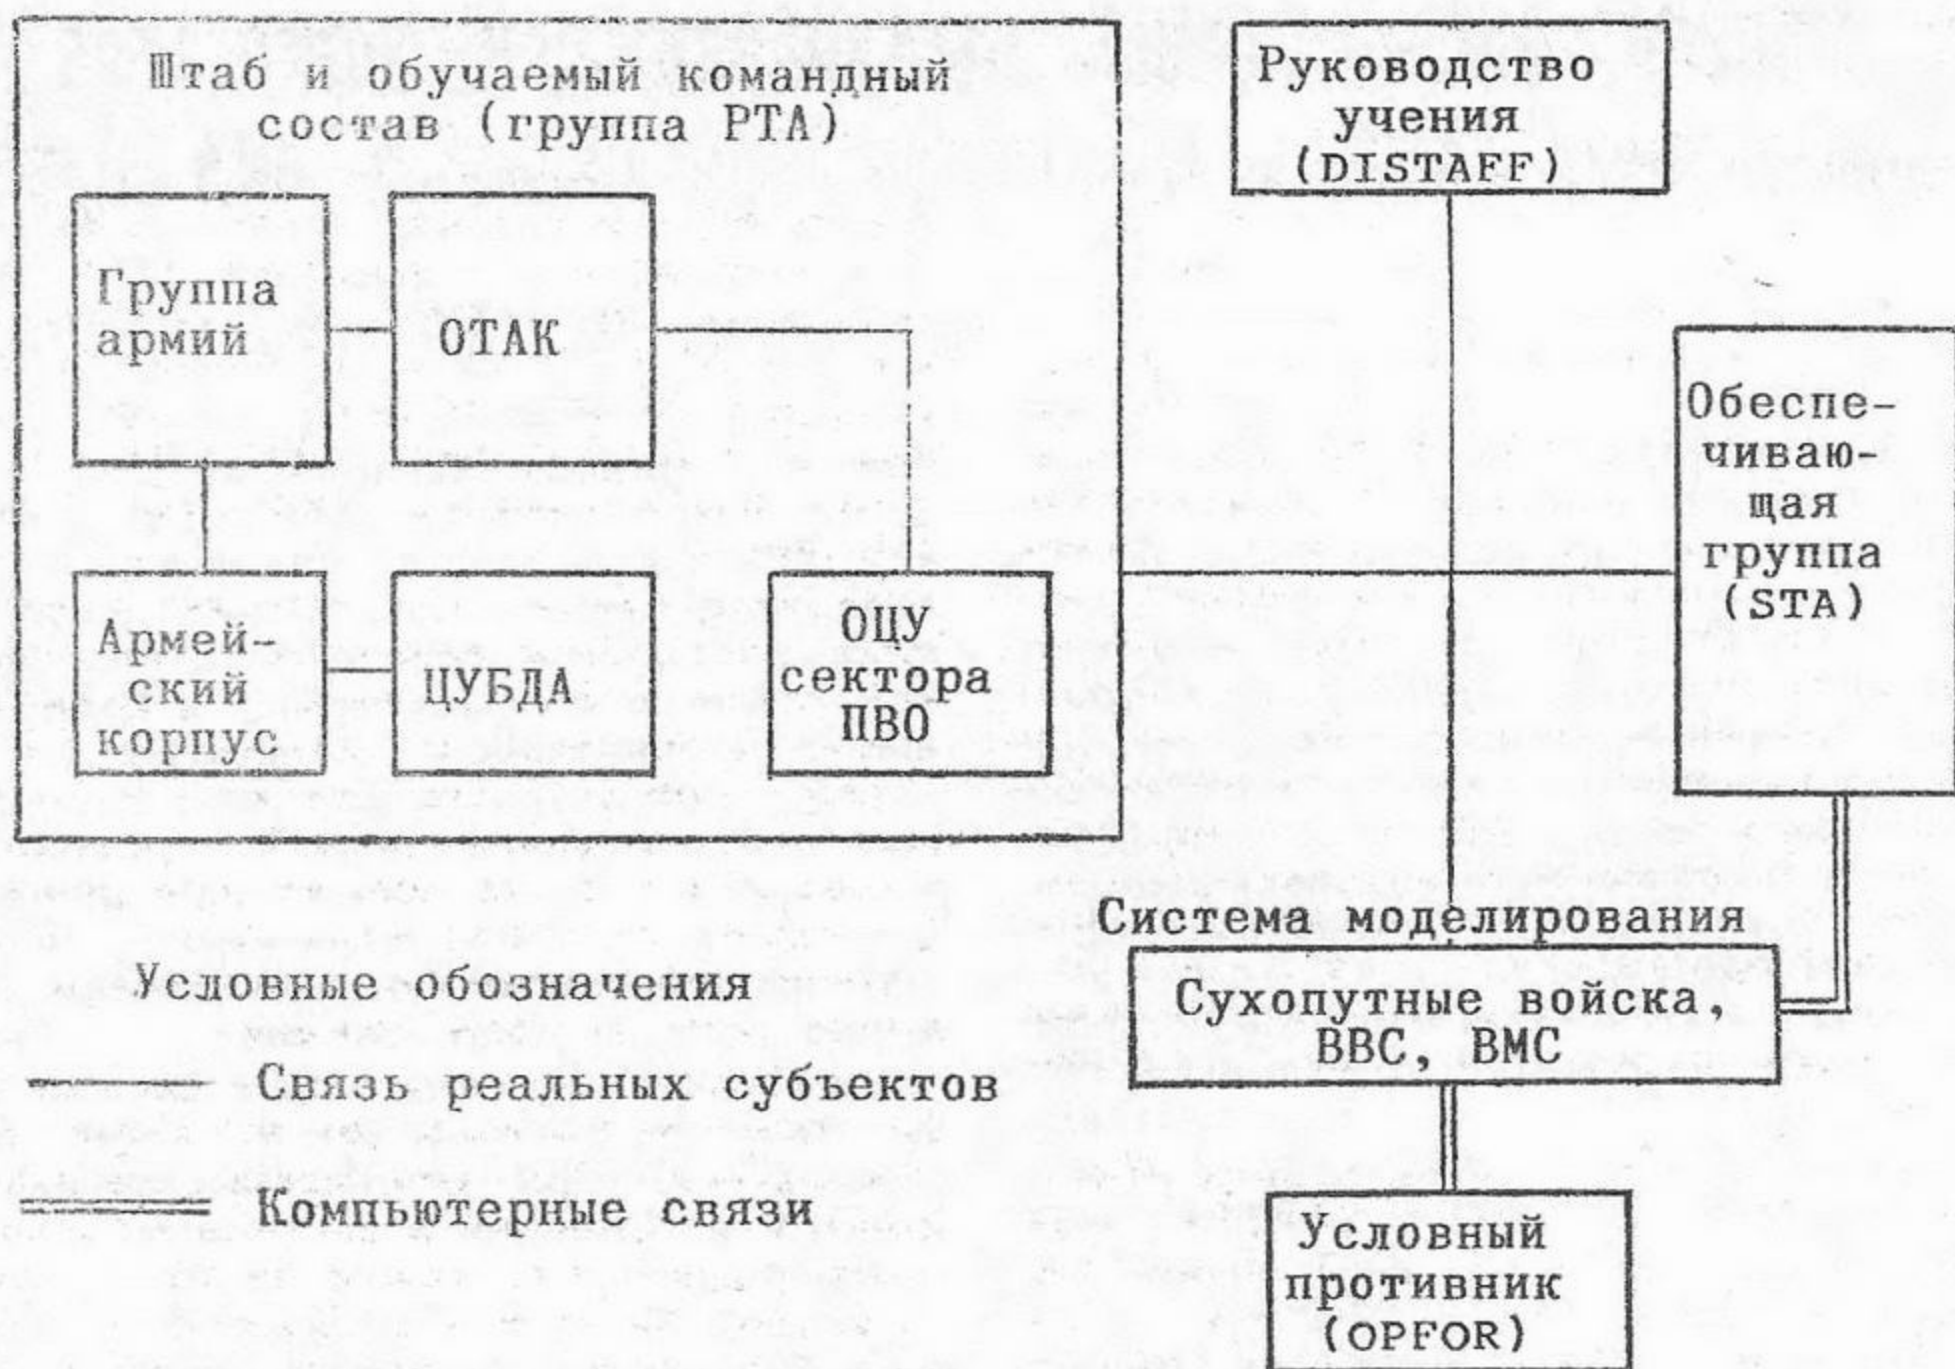 Штаб и обучаемый командный
состав (группа РТА)
Группа
армий
ОТАК
Армей-
ский
корпус
ЦУБДА
ОЦУ
сектора
ПВО
Руководство
учения
(DISTAFF)
Обеспе-
чиваю-
щая
группа
(STA)
Система моделирования
Сухопутные войска,
ВВС, ВМС
Условный
противник
(OPFOR)
Условные обозначения
Связь реальных субъектов
Компьютерные связи